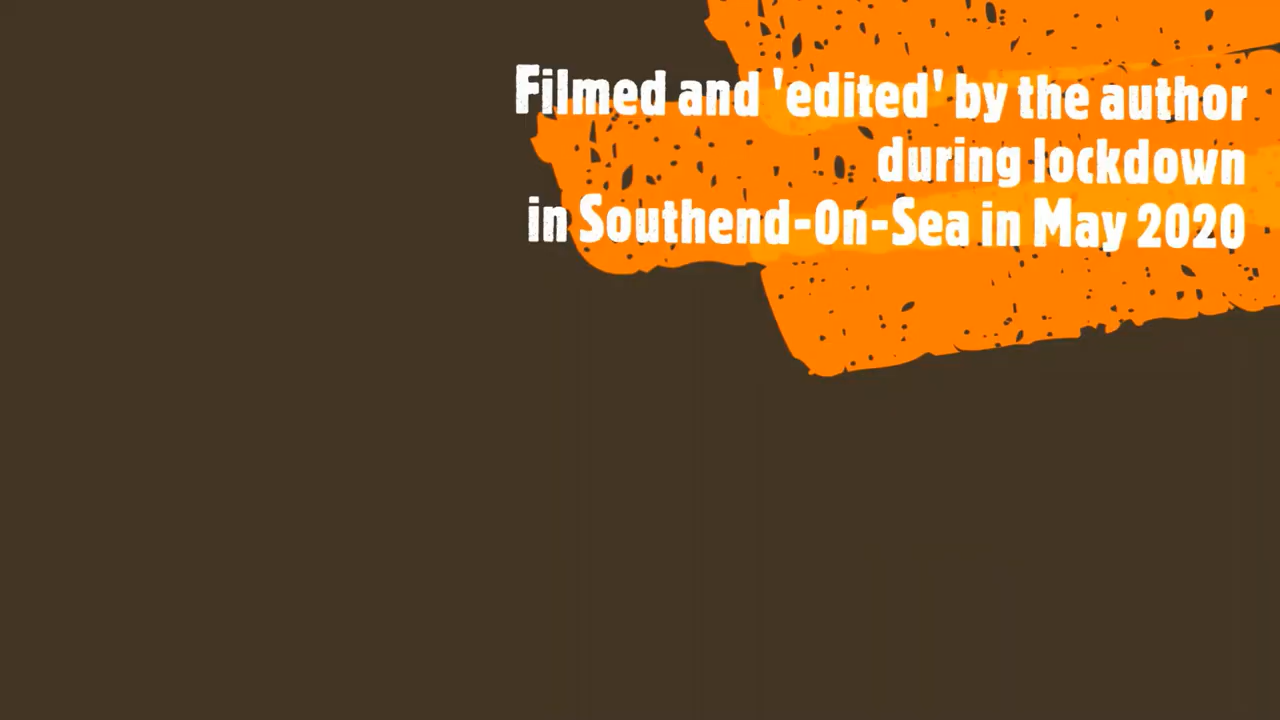 Filmed and 'edited' by the author
during lockdown
in Southend-On-Sea in May 2020